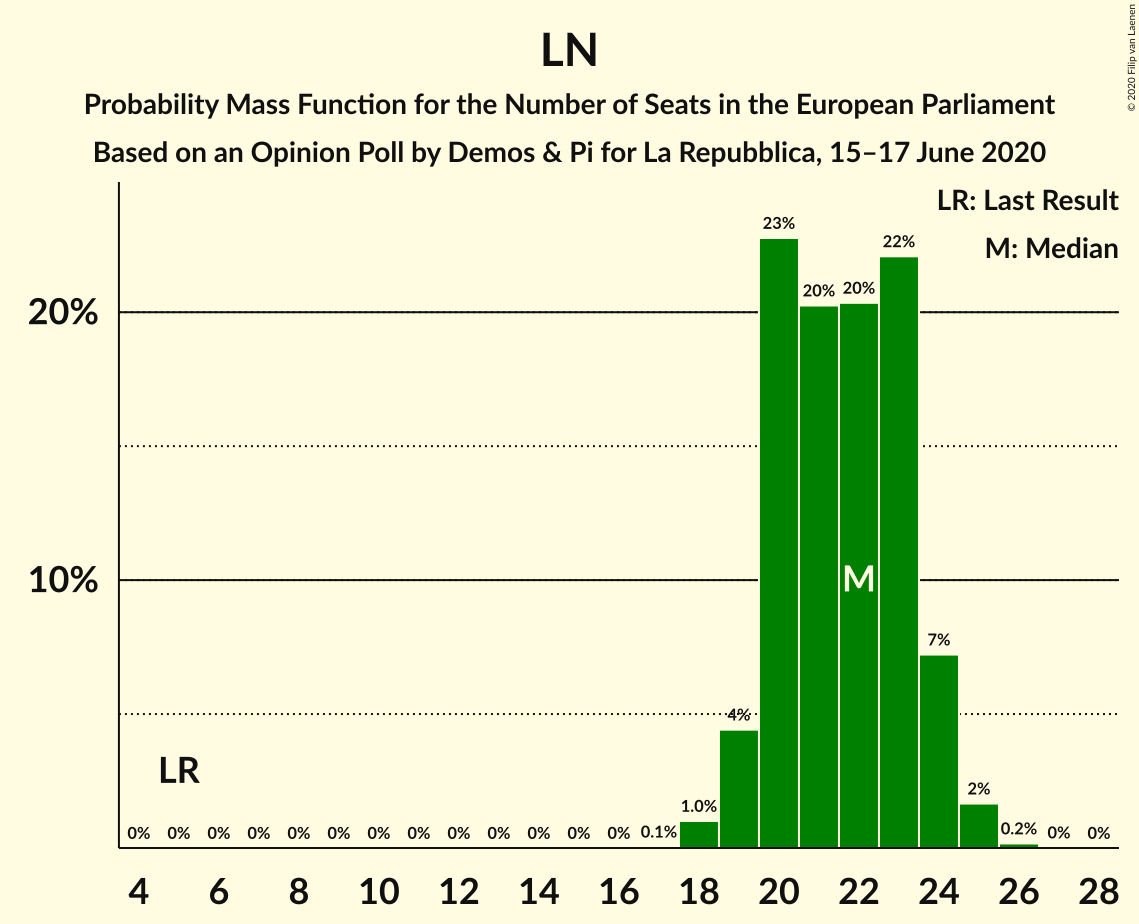 LN
Probability Mass Function for the Number of Seats in the European Parliament
Based on an Opinion Poll by Demos & Pi for La Repubblica, 15–17 June 2020
© 2020 Filip van Laenen
LR: Last Result
M: Median
20%
10%
LR
M
0% 0% 0% 0% 0% 0% 0% 0% 0% 0% 0% 0% 0% 0.1% 1.0% 4% 23% 20% 20% 22% 7% 2% 0.2% 0% 0%
4 6 8 10 12 14 16 18 20 22 24 26 28